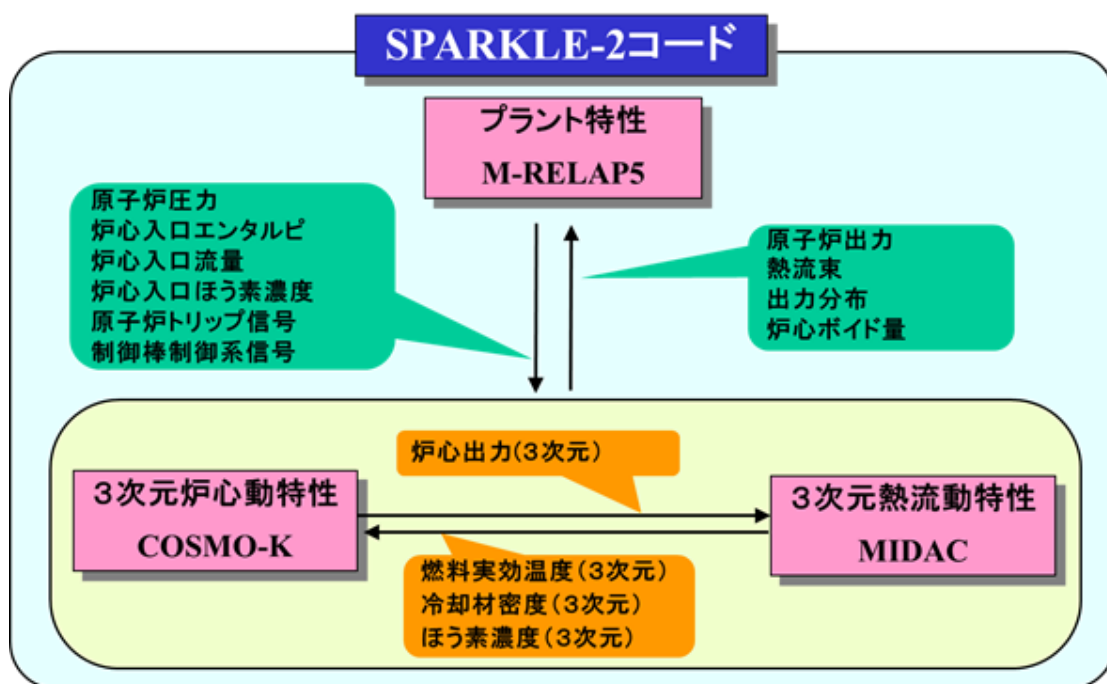 SPARKLE-2コード
プラント特性
M-RELAP5
原子炉圧力
炉心入口エンタルピ
炉心入口流量
炉心入口ほう素濃度
原子炉トリップ信号
制御棒制御系信号
原子炉出力
熱流束
出力分布
炉心ボイド量
炉心出力(3次元)
3次元炉心動特性
COSMO-K
3次元熱流動特性
MIDAC
燃料実効温度(3次元)
冷却材密度(3次元)
ほう素濃度(3次元)